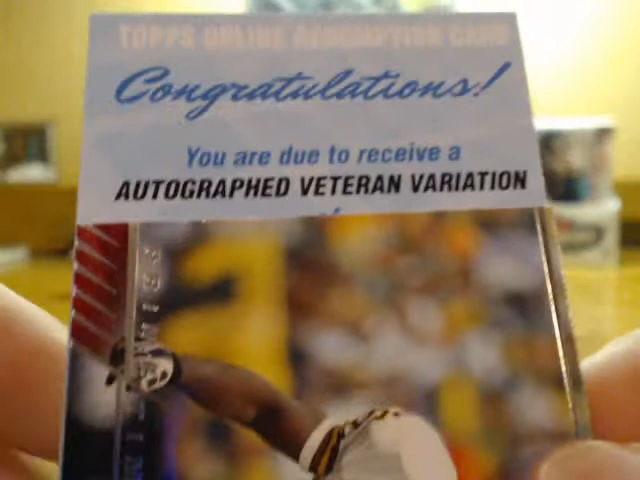 TOPPS ONLINE REDEMPTION CARD
Congratulations!
You are due to receive a
AUTOGRAPHED VETERAN VARIATION